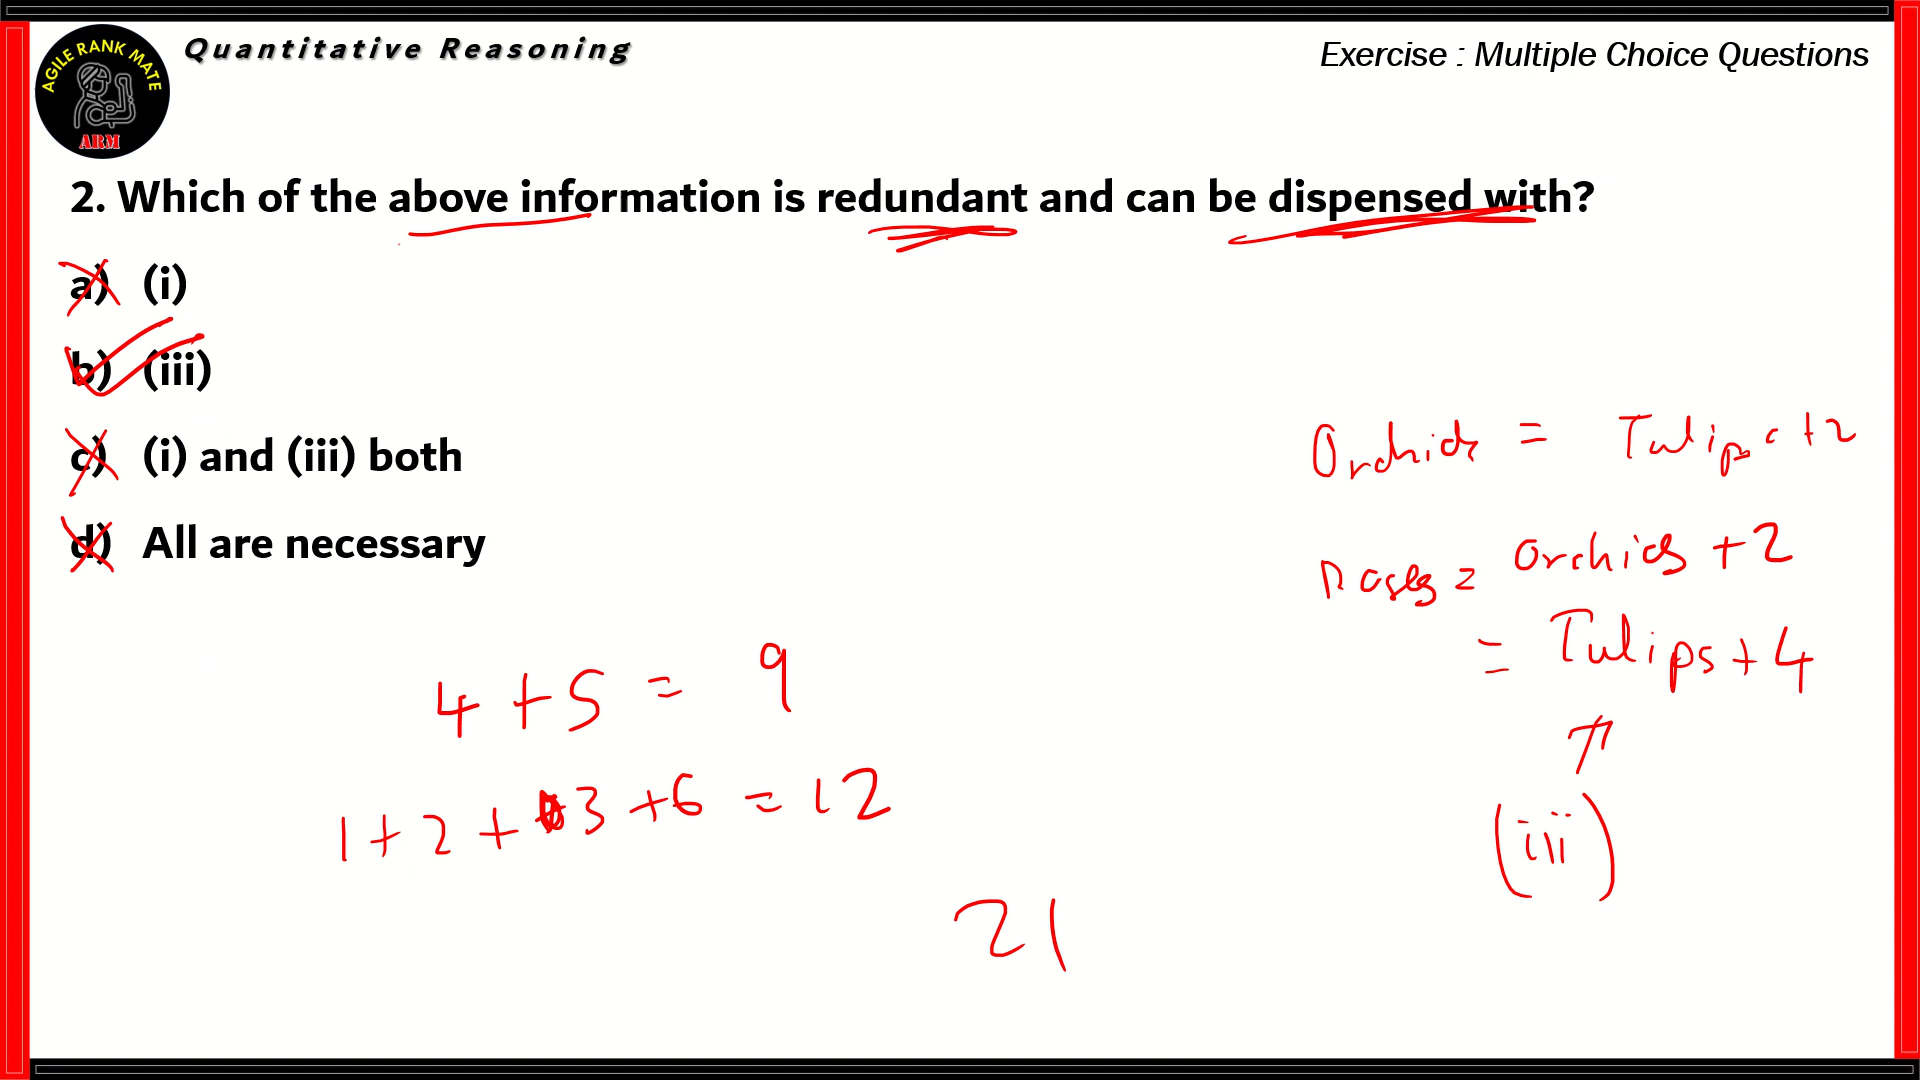 AGILE RANK MATE
ARM
Quantitative Reasoning
Exercise : Multiple Choice Questions
2. Which of the above information is redundant and can be dispensed with?
a) (i)
b) (iii)
c) (i) and (iii) both
d) All are necessary
Orchids = Tulips +2
Roses = Orchids +2
= Tulips + 4
(iii)
4 + 5 = 9
1 + 2 + 3 + 6 = 12
21